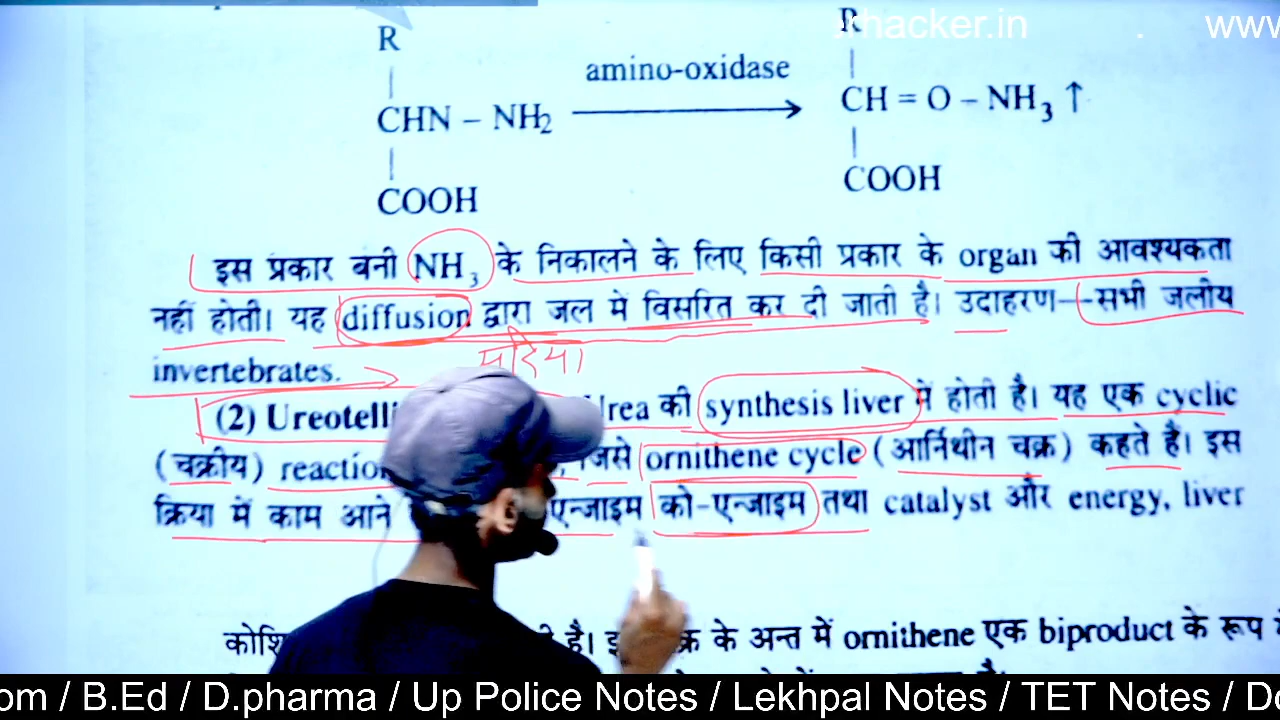 rhacker.in . www
R R
amino-oxidase
CHN – NH₂ CH = O – NH₃ ↑
COOH COOH
इस प्रकार बनी NH₃ के निकालने के लिए किसी प्रकार के organ की आवश्यकता
नहीं होती। यह diffusion द्वारा जल में विसरित कर दी जाती है। उदाहरण—सभी जलीय
invertebrates.
(2) Ureotelli Urea की synthesis liver में होती है। यह एक cyclic
(चक्रीय) reaction जिसे ornithene cycle (आर्निथीन चक्र) कहते है। इस
क्रिया में काम आने एन्जाइम को-एन्जाइम तथा catalyst और energy, liver
कोशि है। के अन्त में ornithene एक biproduct के रूप
om / B.Ed / D.pharma / Up Police Notes / Lekhpal Notes / TET Notes / Do